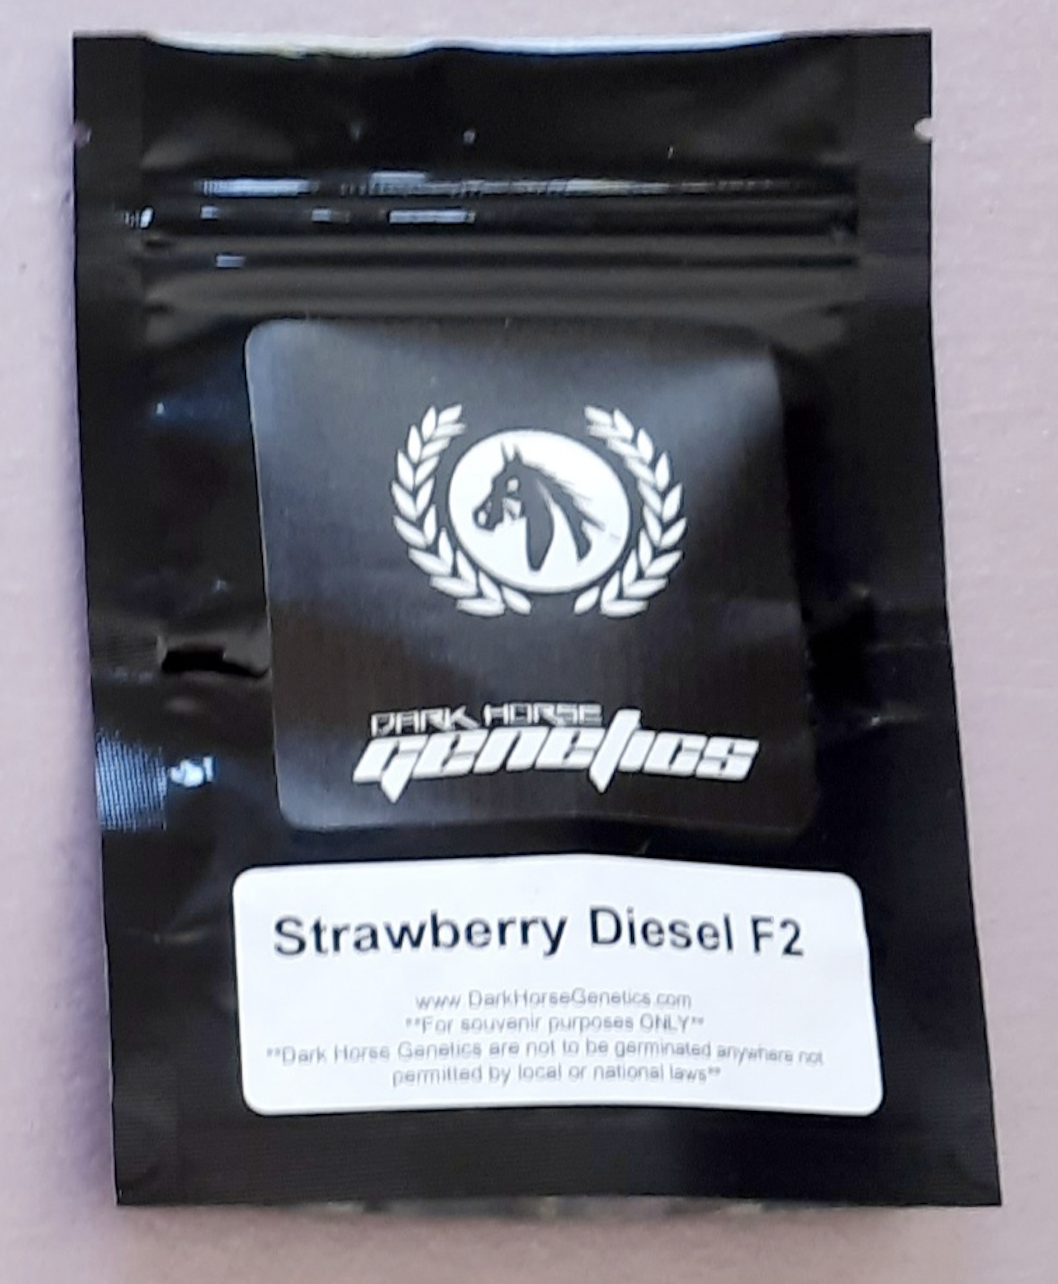 DARK HORSE
genetics
Strawberry Diesel F2
www.DarkHorseGenetics.com
**For souvenir purposes ONLY**
**Dark Horse Genetics are not to be germinated anywhere not
permitted by local or national laws**